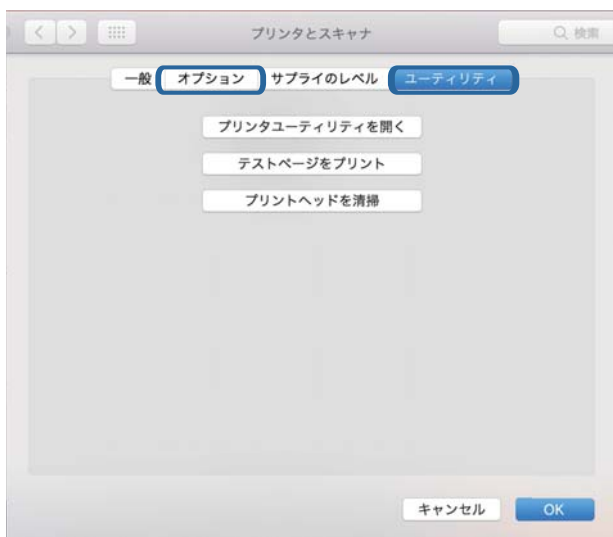 プリンタとスキャナ
検索
一般 オプション サプライのレベル ユーティリティ
プリンタユーティリティを開く
テストページをプリント
プリントヘッドを清掃
キャンセル OK